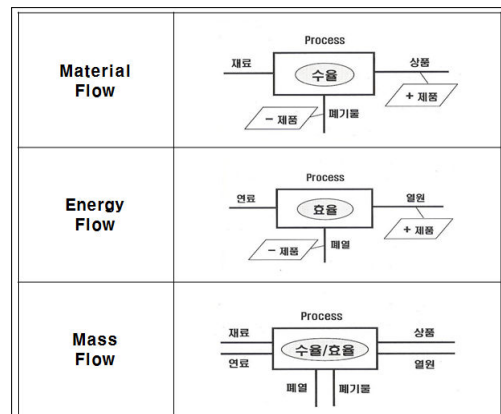 Material
Flow
Process
재료
수율
상품
- 제품
폐기물
+ 제품
Energy
Flow
Process
연료
효율
열원
- 제품
폐열
+ 제품
Mass
Flow
Process
재료
수율/효율
상품
연료
열원
폐열
폐기물